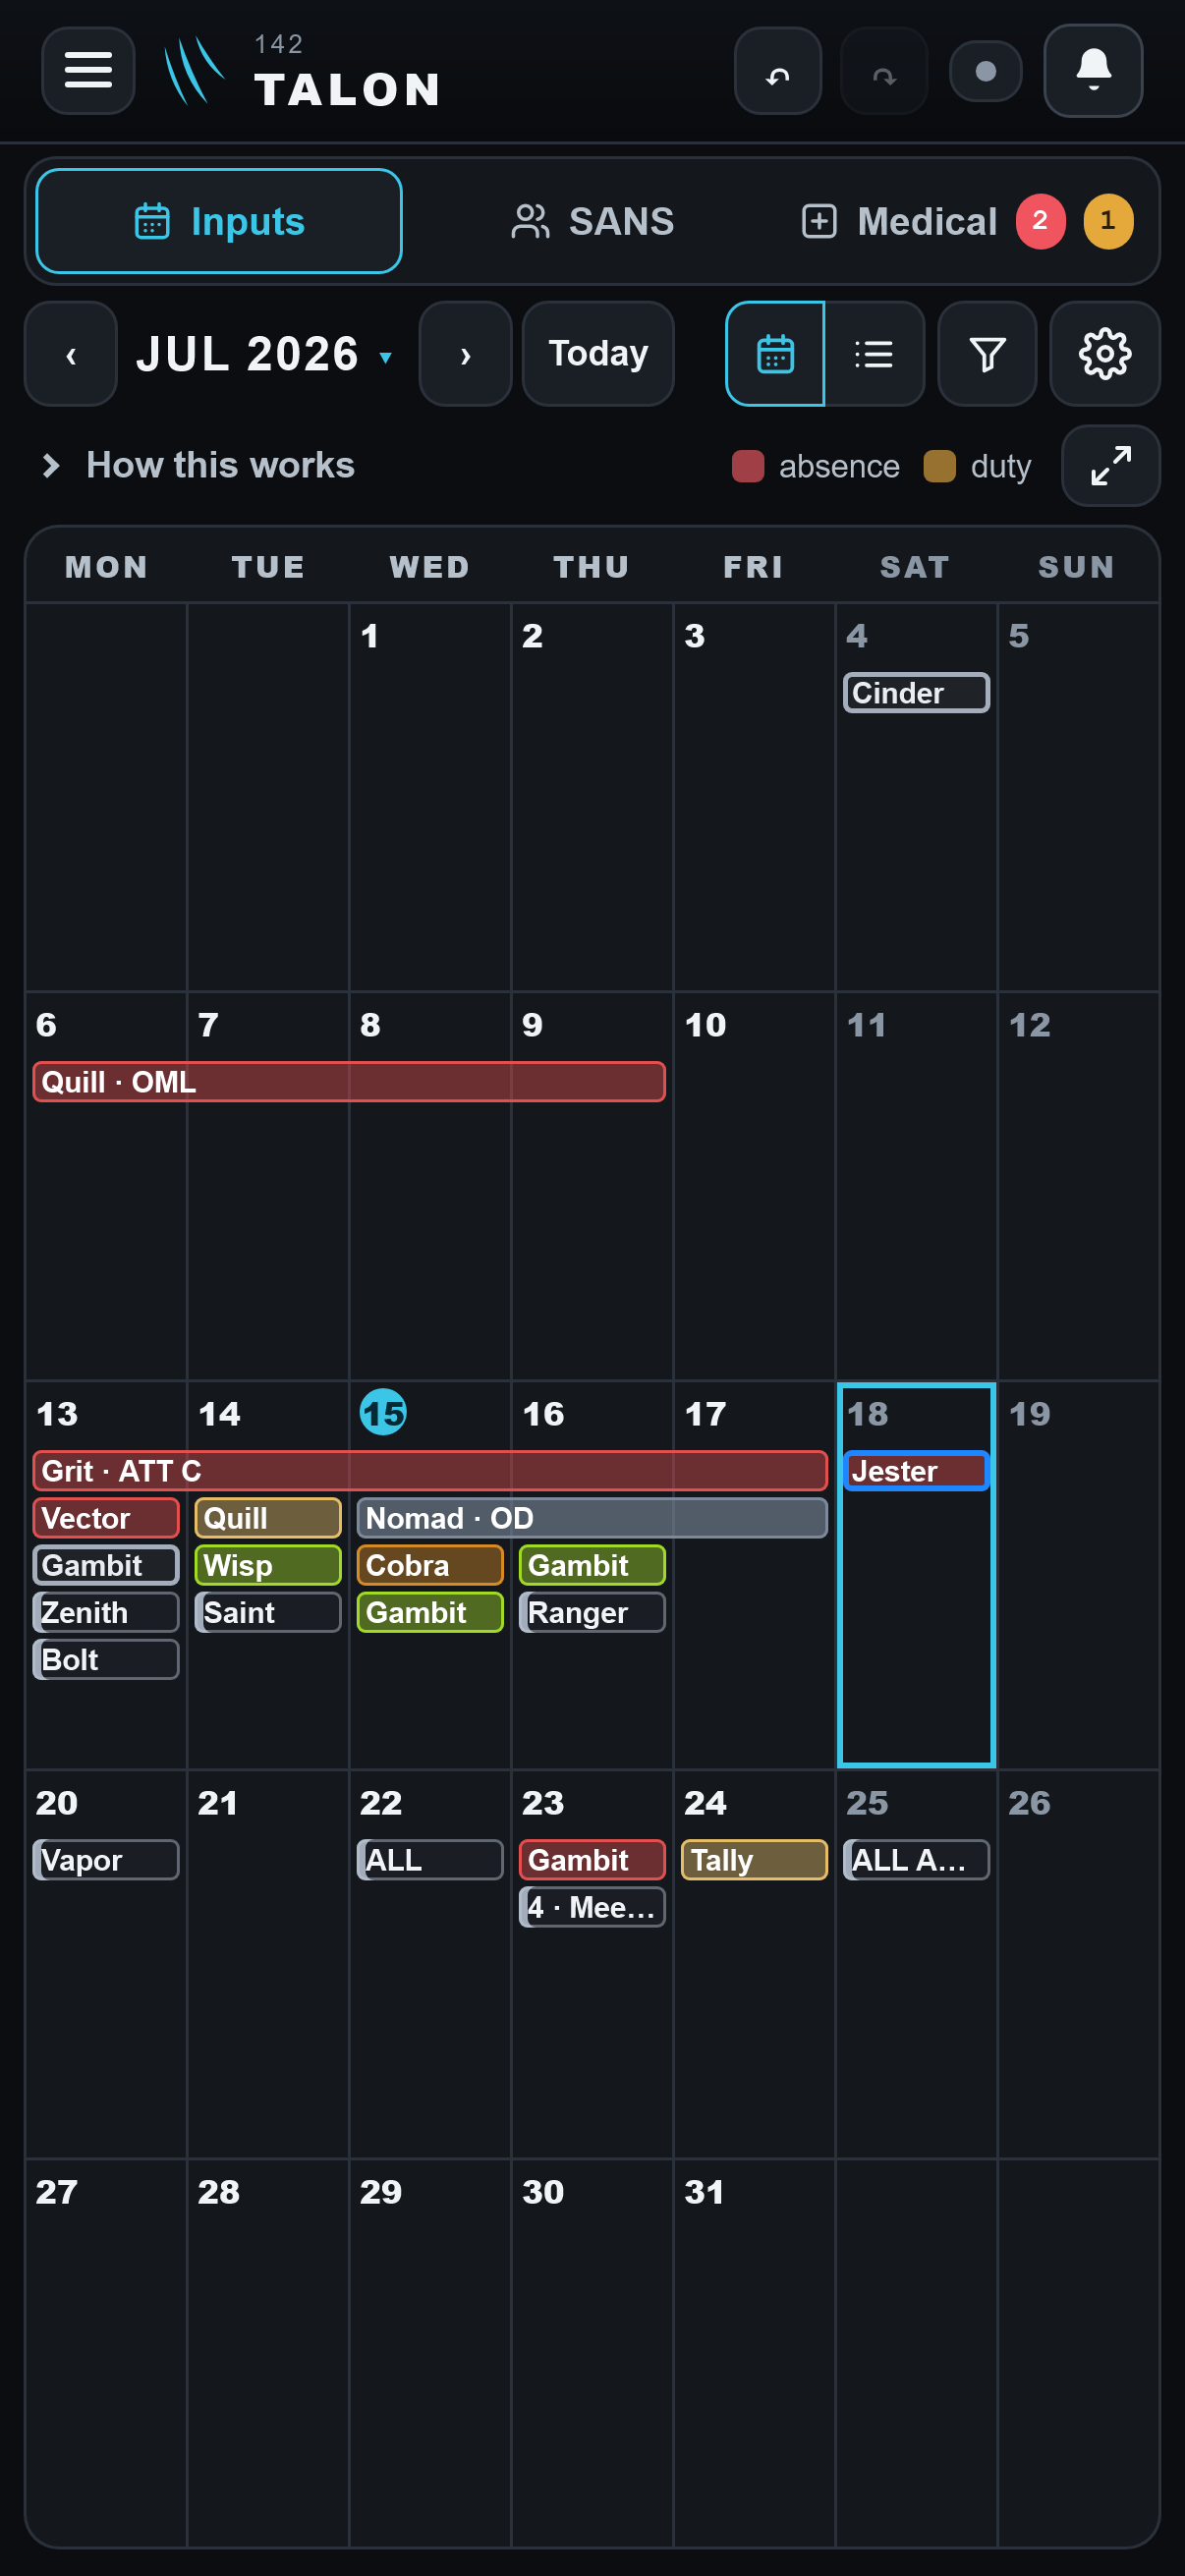 142
TALON
Inputs
SANS
Medical 2 1
‹ JUL 2026 ▾ › Today
How this works
absence duty
MON TUE WED THU FRI SAT SUN
1 2 3 4 5
Cinder
6 7 8 9 10 11 12
Quill · OML
13 14 15 16 17 18 19
Grit · ATT C Jester
Vector Quill Nomad · OD
Gambit Wisp Cobra Gambit
Zenith Saint Gambit Ranger
Bolt
20 21 22 23 24 25 26
Vapor ALL Gambit Tally ALL A...
4 · Mee...
27 28 29 30 31